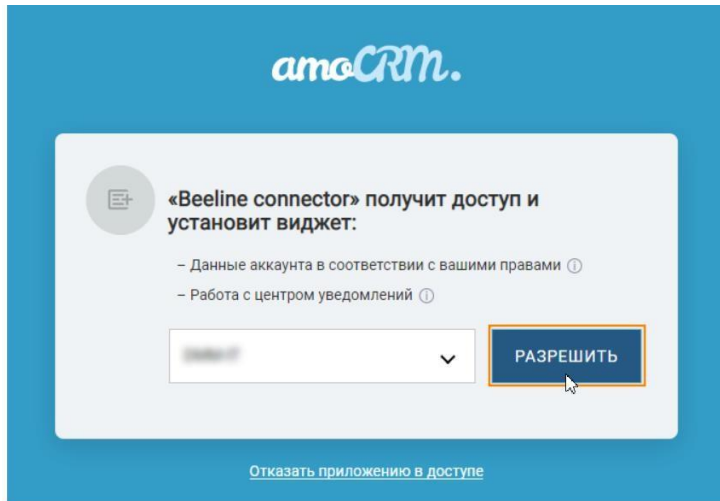 amoCRM.
«Beeline connector» получит доступ и
установит виджет:
– Данные аккаунта в соответствии с вашими правами
– Работа с центром уведомлений
РАЗРЕШИТЬ
Отказать приложению в доступе